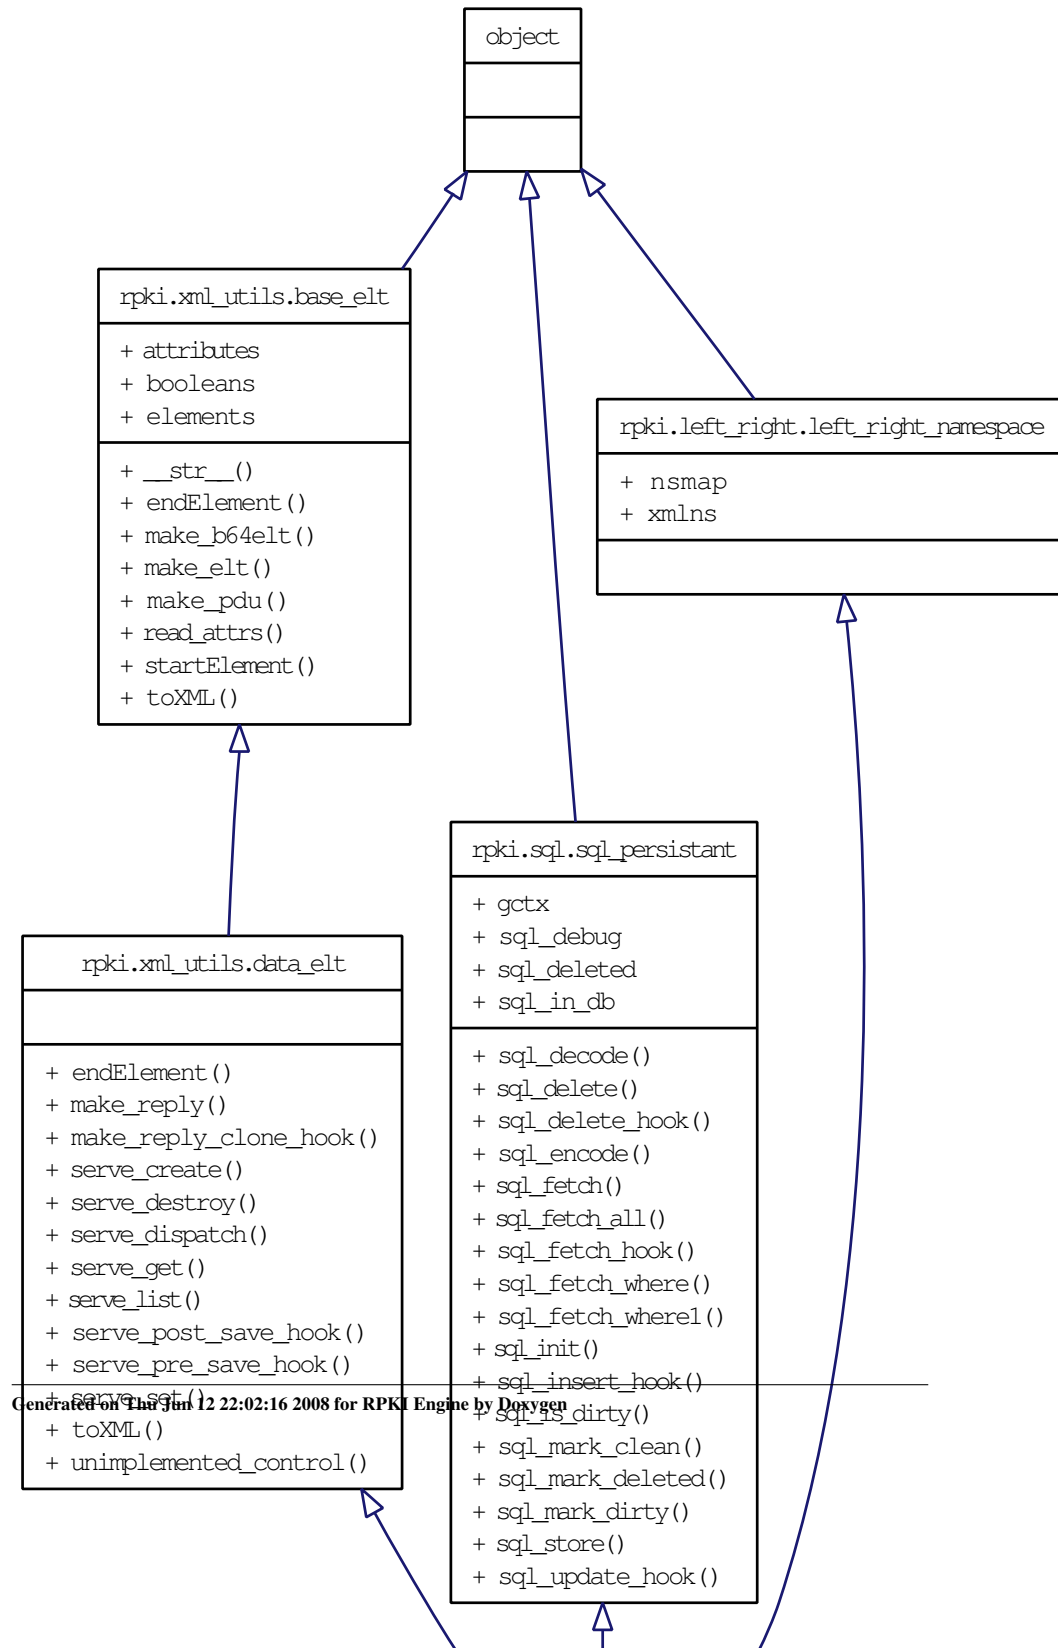 object
rpki.xml_utils.base_elt
+ attributes
+ booleans
+ elements
+ __str__()
+ endElement()
+ make_b64elt()
+ make_elt()
+ make_pdu()
+ read_attrs()
+ startElement()
+ toXML()
rpki.left_right.left_right_namespace
+ nsmap
+ xmlns
rpki.sql.sql_persistant
+ gctx
+ sql_debug
+ sql_deleted
+ sql_in_db
+ sql_decode()
+ sql_delete()
+ sql_delete_hook()
+ sql_encode()
+ sql_fetch()
+ sql_fetch_all()
+ sql_fetch_hook()
+ sql_fetch_where()
+ sql_fetch_where1()
+ sql_init()
+ sql_insert_hook()
+ sql_is_dirty()
+ sql_mark_clean()
+ sql_mark_deleted()
+ sql_mark_dirty()
+ sql_store()
+ sql_update_hook()
rpki.xml_utils.data_elt
+ endElement()
+ make_reply()
+ make_reply_clone_hook()
+ serve_create()
+ serve_destroy()
+ serve_dispatch()
+ serve_get()
+ serve_list()
+ serve_post_save_hook()
+ serve_pre_save_hook()
+ serve_set()
+ toXML()
+ unimplemented_control()
Generated on Thu Jun 12 22:02:16 2008 for RPKI Engine by Doxygen